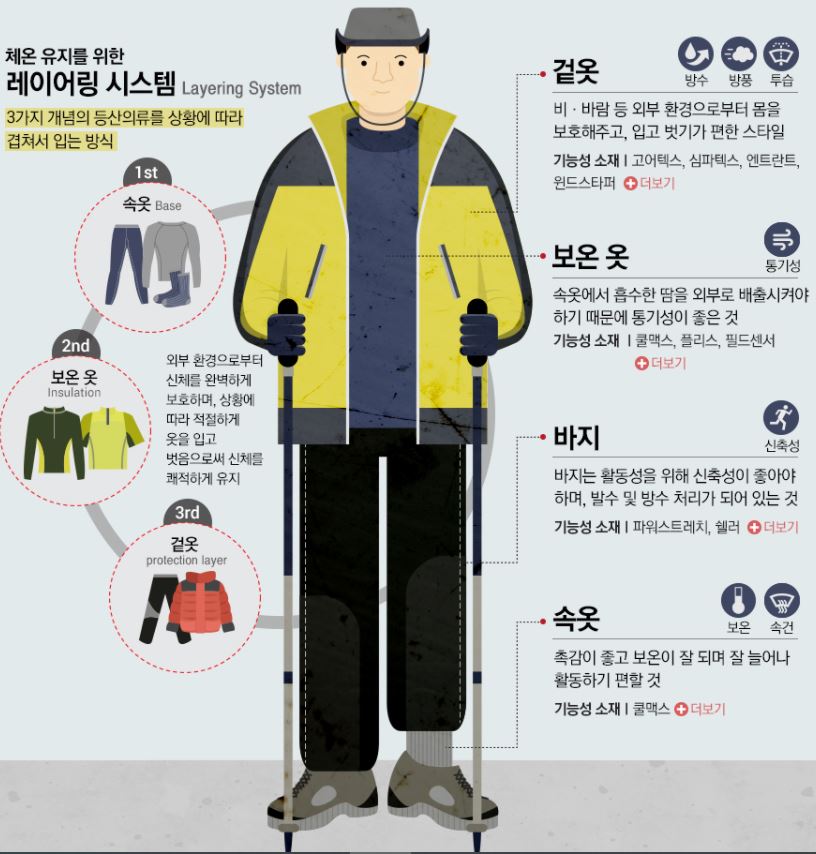 체온 유지를 위한
레이어링 시스템 Layering System
3가지 개념의 등산의류를 상황에 따라
겹쳐서 입는 방식
1st
속옷 Base
2nd
보온 옷
Insulation
외부 환경으로부터
신체를 완벽하게
보호하며, 상황에
따라 적절하게
옷을 입고
벗음으로써 신체를
쾌적하게 유지
3rd
겉옷
protection layer
겉옷
방수 방풍 투습
비 · 바람 등 외부 환경으로부터 몸을
보호해주고, 입고 벗기가 편한 스타일
기능성 소재 | 고어텍스, 심파텍스, 엔트란트,
윈드스타퍼 더보기
보온 옷
통기성
속옷에서 흡수한 땀을 외부로 배출시켜야
하기 때문에 통기성이 좋은 것
기능성 소재 | 쿨맥스, 플리스, 필드센서
더보기
바지
신축성
바지는 활동성을 위해 신축성이 좋아야
하며, 발수 및 방수 처리가 되어 있는 것
기능성 소재 | 파워스트레치, 쉘러 더보기
속옷
보온 속건
촉감이 좋고 보온이 잘 되며 잘 늘어나
활동하기 편할 것
기능성 소재 | 쿨맥스 더보기